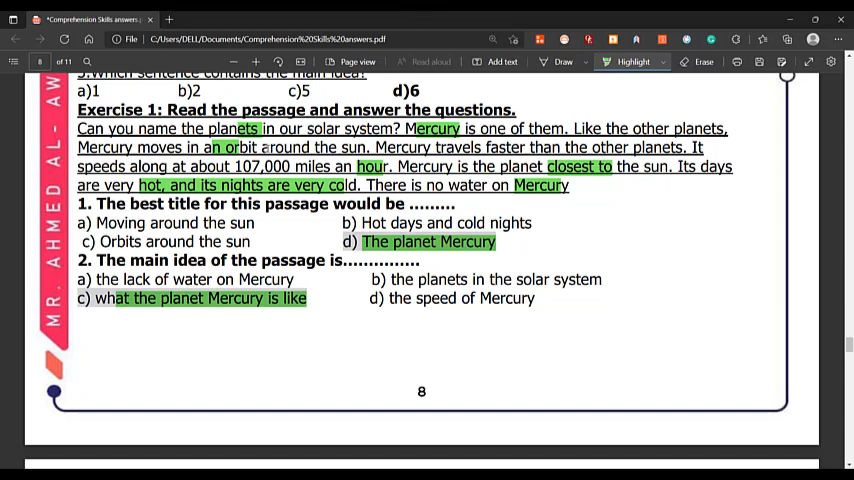 *Comprehension Skills answers.p
File
C:/Users/DELL/Documents/Comprehension%20Skills%20answers.pdf
8 of 11
Page view
Read aloud
Add text
Draw
Highlight
Erase
3.Which sentence contains the main idea?
a)1 b)2 c)5 d)6
Exercise 1: Read the passage and answer the questions.
Can you name the planets in our solar system? Mercury is one of them. Like the other planets,
Mercury moves in an orbit around the sun. Mercury travels faster than the other planets. It
speeds along at about 107,000 miles an hour. Mercury is the planet closest to the sun. Its days
are very hot, and its nights are very cold. There is no water on Mercury
1. The best title for this passage would be .........
a) Moving around the sun b) Hot days and cold nights
c) Orbits around the sun d) The planet Mercury
2. The main idea of the passage is...............
a) the lack of water on Mercury b) the planets in the solar system
c) what the planet Mercury is like d) the speed of Mercury
MR. AHMED AL- AW
8